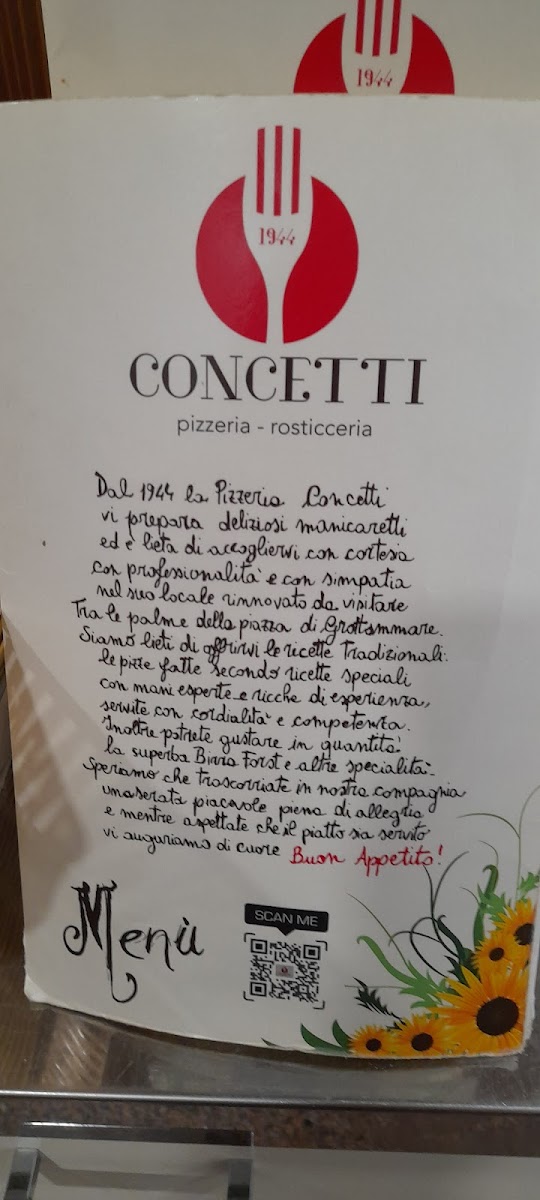 1944
1944
CONCETTI
pizzeria - rosticceria
Dal 1944 la Pizzeria Concetti
vi prepara deliziosi manicaretti
ed è lieta di accogliervi con cortesia
con professionalità e con simpatia
nel suo locale rinnovato da visitare
Tra le palme della piazza di Grottammare.
Siamo lieti di offrirvi le ricette Tradizionali:
le pizze fatte secondo ricette speciali
con mani esperte e ricche di esperienza,
servite con cordialità e competenza.
Inoltre potrete gustare in quantità
la superba Birra Forst e altre specialità.
Speriamo che trascorriate in nostra compagnia
una serata piacevole piena di allegria
e mentre aspettate che il piatto sia servito
vi auguriamo di cuore Buon Appetito!
Menù
SCAN ME